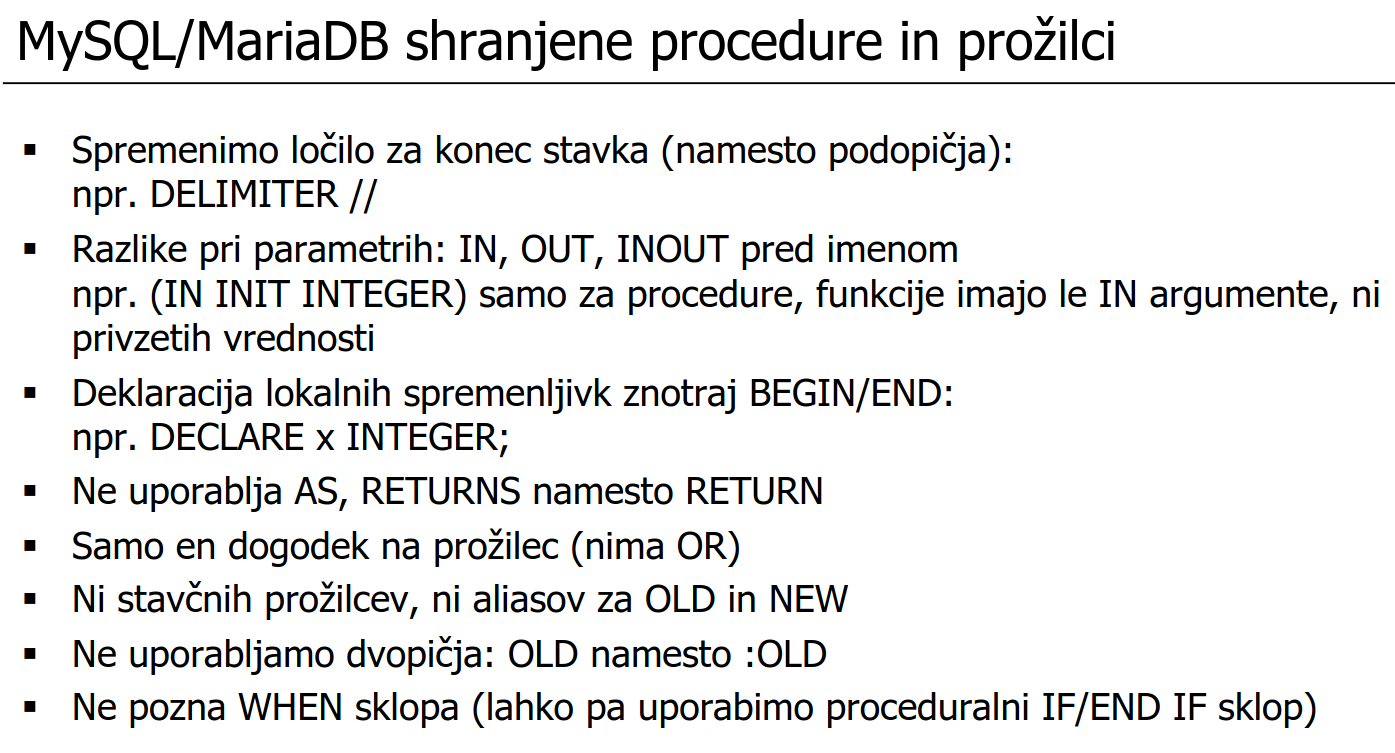 MySQL/MariaDB shranjene procedure in prožilci
▪ Spremenimo ločilo za konec stavka (namesto podopičja):
npr. DELIMITER //
▪ Razlike pri parametrih: IN, OUT, INOUT pred imenom
npr. (IN INIT INTEGER) samo za procedure, funkcije imajo le IN argumente, ni
privzetih vrednosti
▪ Deklaracija lokalnih spremenljivk znotraj BEGIN/END:
npr. DECLARE x INTEGER;
▪ Ne uporablja AS, RETURNS namesto RETURN
▪ Samo en dogodek na prožilec (nima OR)
▪ Ni stavčnih prožilcev, ni aliasov za OLD in NEW
▪ Ne uporabljamo dvopičja: OLD namesto :OLD
▪ Ne pozna WHEN sklopa (lahko pa uporabimo proceduralni IF/END IF sklop)